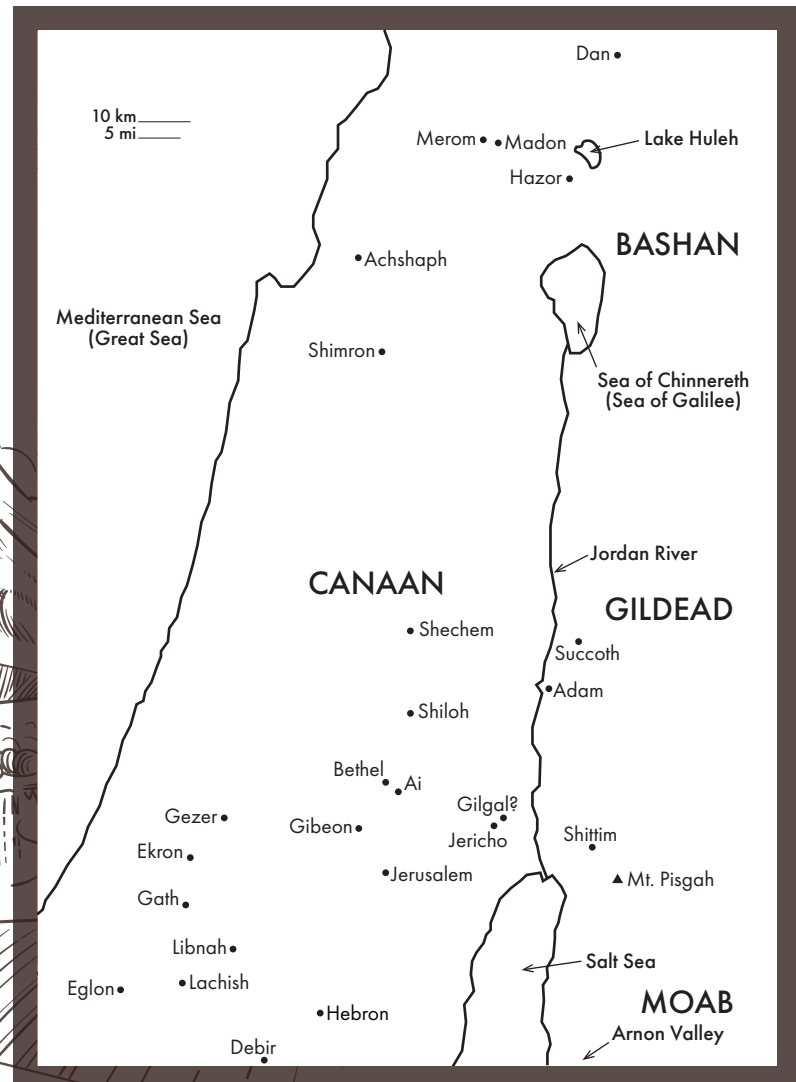 Dan
10 km
5 mi
Merom
Madon
Lake Huleh
Hazor
BASHAN
Achshaph
Mediterranean Sea
(Great Sea)
Shimron
Sea of Chinnereth
(Sea of Galilee)
Jordan River
CANAAN
GILDEAD
Shechem
Succoth
Adam
Shiloh
Bethel
Ai
Gilgal?
Gezer
Gibeon
Jericho
Shittim
Ekron
Jerusalem
Mt. Pisgah
Gath
Libnah
Salt Sea
Lachish
Eglon
MOAB
Hebron
Arnon Valley
Debir